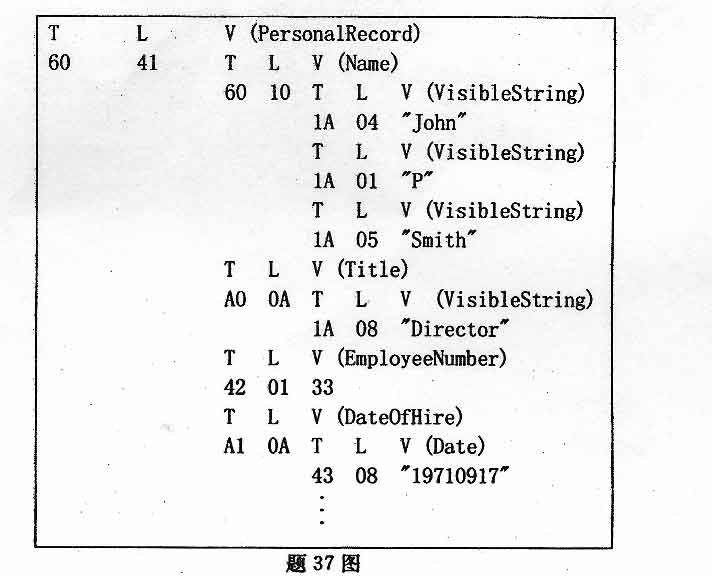 T L V (PersonalRecord)
60 41 T L V (Name)
60 10 T L V (VisibleString)
1A 04 "John"
T L V (VisibleString)
1A 01 "P"
T L V (VisibleString)
1A 05 "Smith"
T L V (Title)
A0 0A T L V (VisibleString)
1A 08 "Director"
T L V (EmployeeNumber)
42 01 33
T L V (DateOfHire)
A1 0A T L V (Date)
43 08 "19710917"
⋮
题 37 图